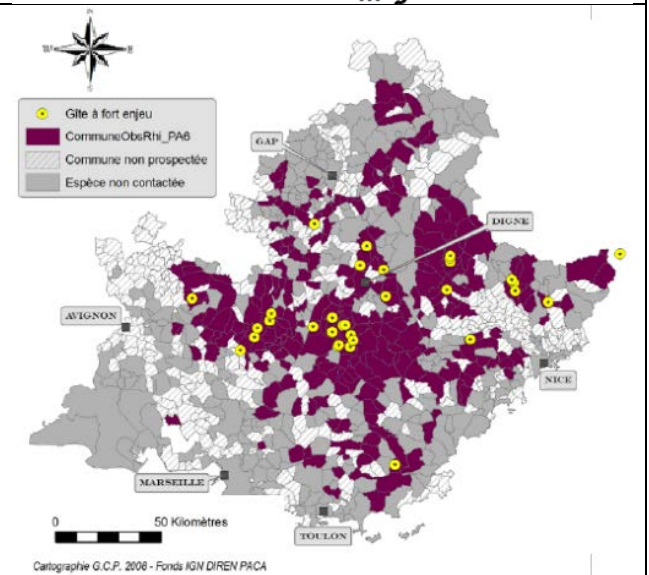 Gîte à fort enjeu
CommuneObsRhi_PA6
Commune non prospectée
Espèce non contactée
GAP
DIGNE
AVIGNON
NICE
MARSEILLE
TOULON
0 50 Kilomètres
Cartographie G.C.P. 2008 - Fonds IGN DIREN PACA